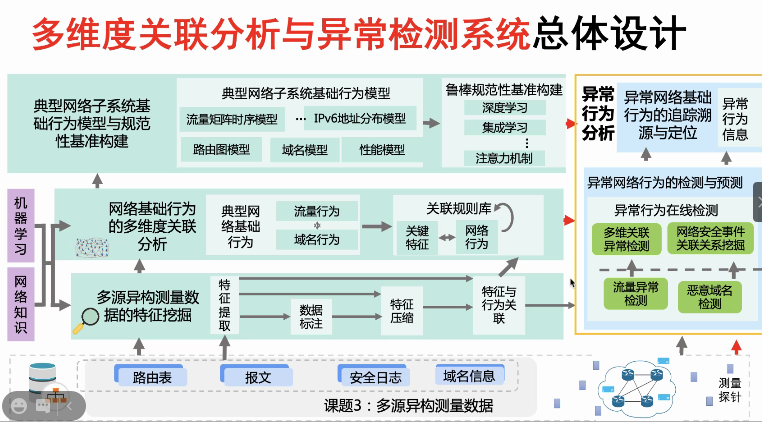 多维度关联分析与异常检测系统总体设计
典型网络子系统基
础行为模型与规范
性基准构建
典型网络子系统基础行为模型
流量矩阵时序模型
…
IPv6地址分布模型
路由图模型
域名模型
性能模型
鲁棒规范性基准构建
深度学习
集成学习
⋮
注意力机制
异常
行为
分析
异常网络基础
行为的追踪溯
源与定位
异常
行为
信息
机
器
学
习
网络基础行为
的多维度关联
分析
典型网
络基础
行为
流量行为
域名行为
关联规则库
关键
特征
网络
行为
异常网络行为的检测与预测
异常行为在线检测
多维关联
异常检测
网络安全事件
关联关系挖掘
流量异常
检测
恶意域名
检测
网
络
知
识
多源异构测量数
据的特征挖掘
特
征
提
取
数据
标注
特征
压缩
特征与
行为关
联
路由表
报文
安全日志
域名信息
课题3：多源异构测量数据
测量
探针